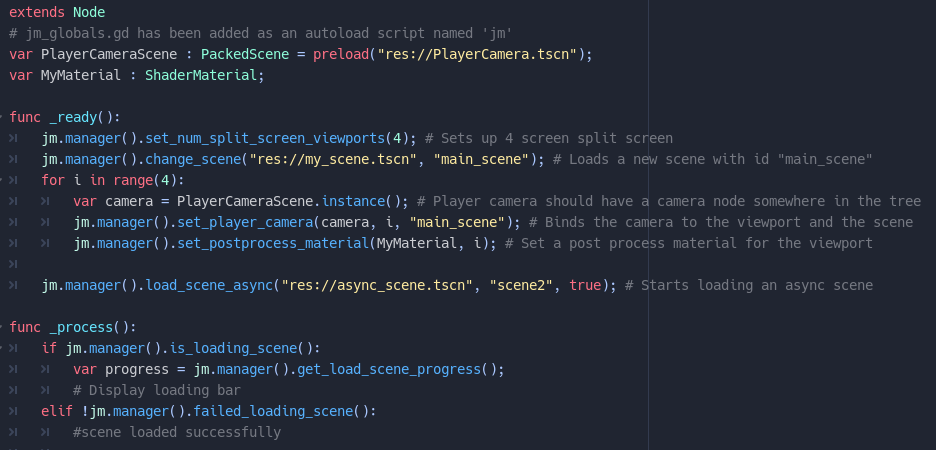 extends Node
# jm_globals.gd has been added as an autoload script named 'jm'
var PlayerCameraScene : PackedScene = preload("res://PlayerCamera.tscn");
var MyMaterial : ShaderMaterial;

func _ready():
	jm.manager().set_num_split_screen_viewports(4); # Sets up 4 screen split screen
	jm.manager().change_scene("res://my_scene.tscn", "main_scene"); # Loads a new scene with id "main_scene"
	for i in range(4):
		var camera = PlayerCameraScene.instance(); # Player camera should have a camera node somewhere in the tree
		jm.manager().set_player_camera(camera, i, "main_scene"); # Binds the camera to the viewport and the scene
		jm.manager().set_postprocess_material(MyMaterial, i); # Set a post process material for the viewport

	jm.manager().load_scene_async("res://async_scene.tscn", "scene2", true); # Starts loading an async scene

func _process():
	if jm.manager().is_loading_scene():
		var progress = jm.manager().get_load_scene_progress();
		# Display loading bar
	elif !jm.manager().failed_loading_scene():
		#scene loaded successfully